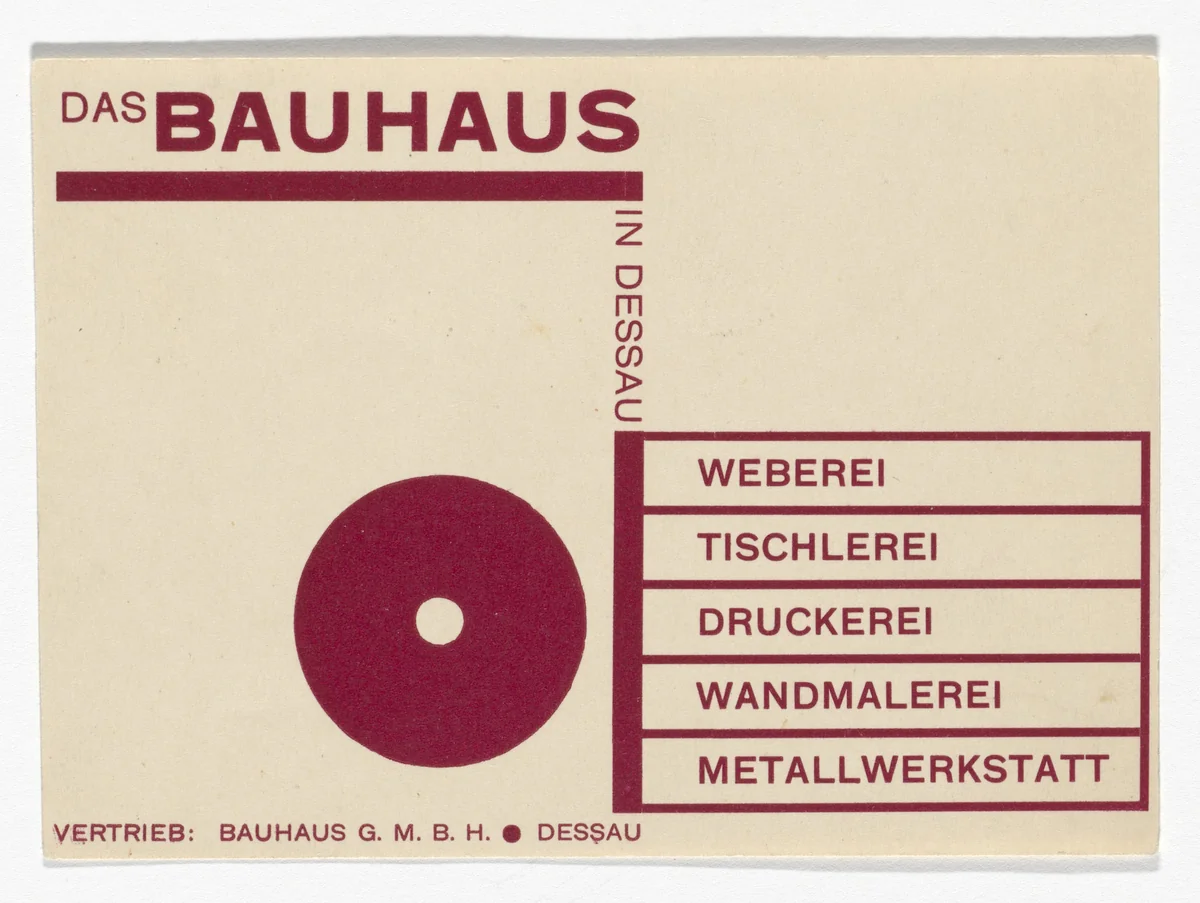 DAS BAUHAUS
IN DESSAU
WEBEREI
TISCHLEREI
DRUCKEREI
WANDMALEREI
METALLWERKSTATT
VERTRIEB: BAUHAUS G. M. B. H. ● DESSAU